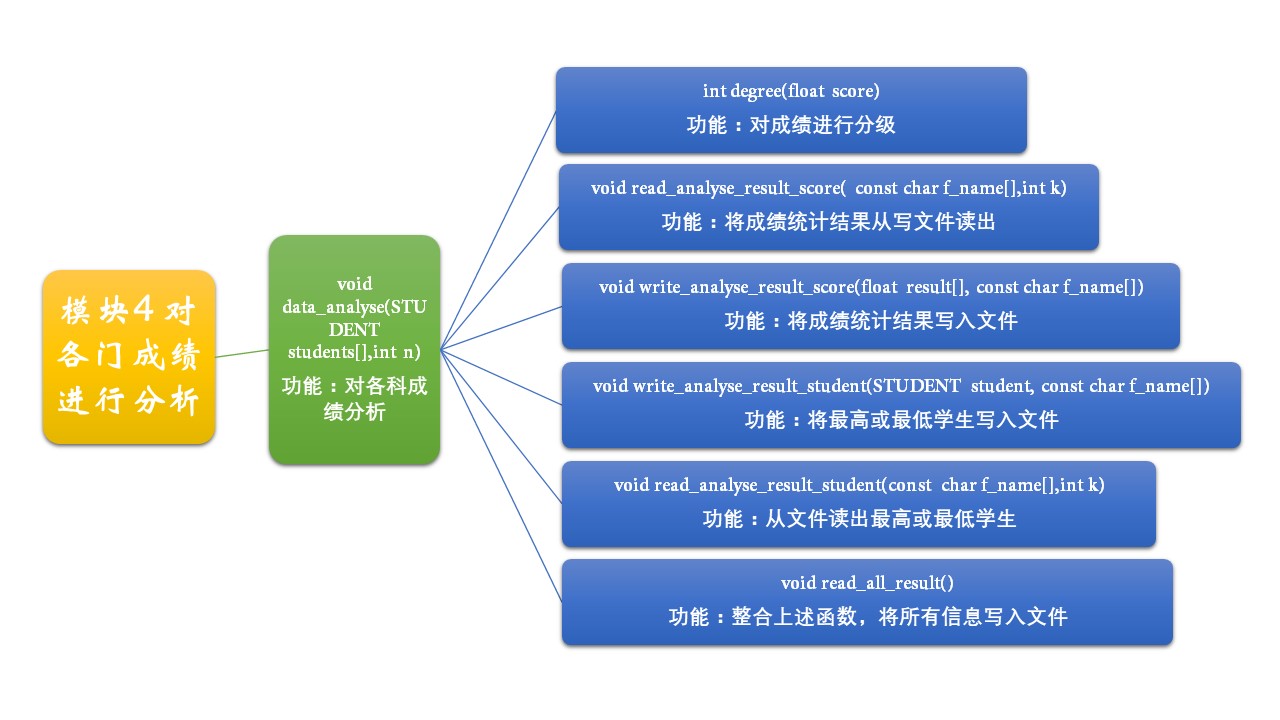 模块4 对
各门成绩
进行分析
void
data_analyse(STU
DENT
students[],int n)
功能：对各科成
绩分析
int degree(float score)
功能：对成绩进行分级
void read_analyse_result_score( const char f_name[],int k)
功能：将成绩统计结果从写文件读出
void write_analyse_result_score(float result[], const char f_name[])
功能：将成绩统计结果写入文件
void write_analyse_result_student(STUDENT student, const char f_name[])
功能：将最高或最低学生写入文件
void read_analyse_result_student(const char f_name[],int k)
功能：从文件读出最高或最低学生
void read_all_result()
功能：整合上述函数，将所有信息写入文件